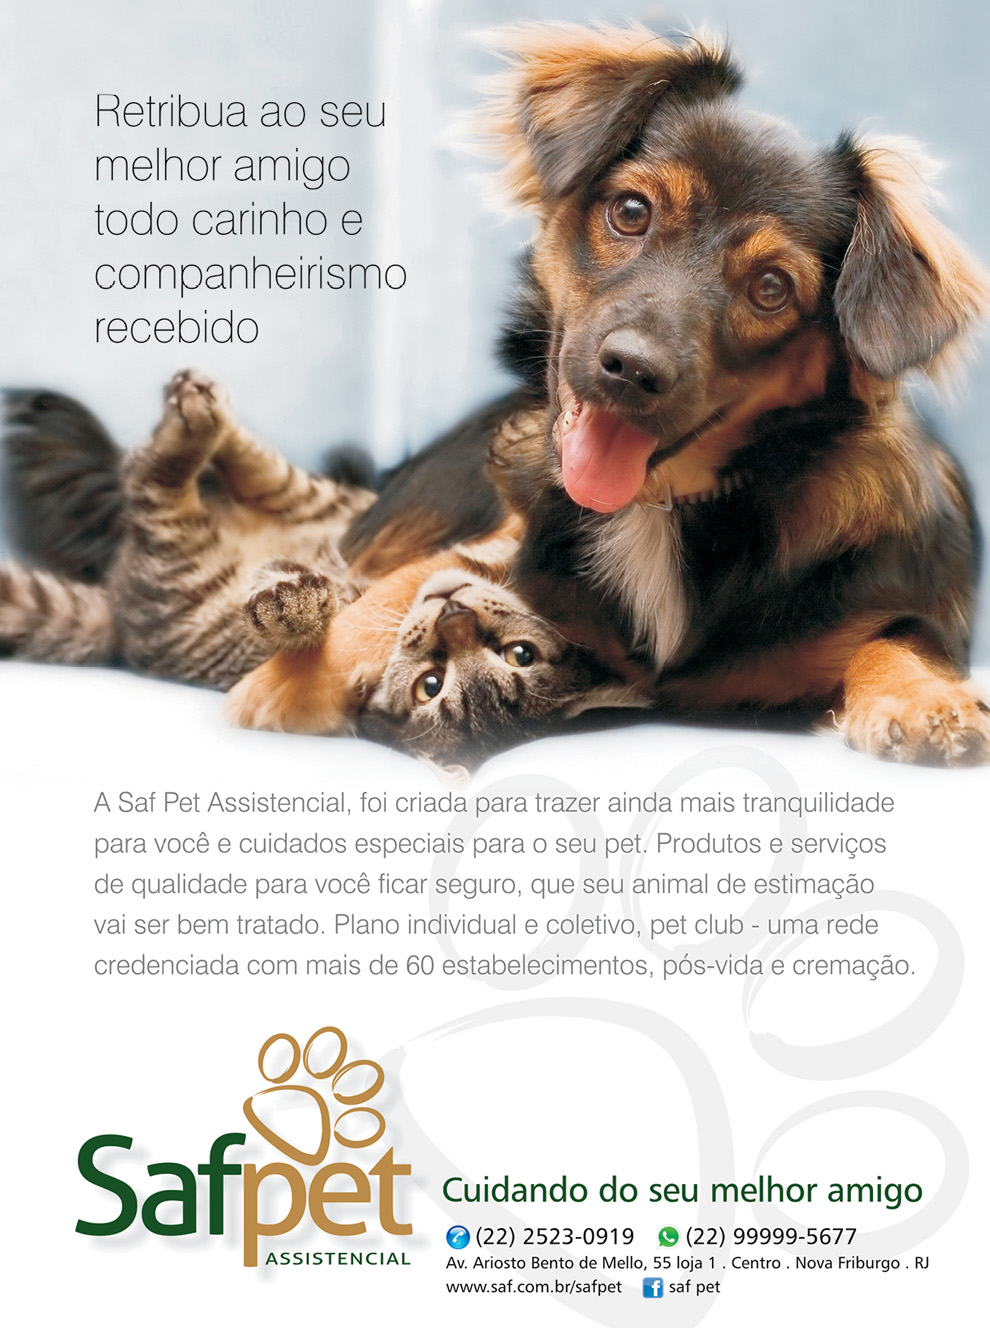 Retribua ao seu
melhor amigo
todo carinho e
companheirismo
recebido
A Saf Pet Assistencial, foi criada para trazer ainda mais tranquilidade
para você e cuidados especiais para o seu pet. Produtos e serviços
de qualidade para você ficar seguro, que seu animal de estimação
vai ser bem tratado. Plano individual e coletivo, pet club - uma rede
credenciada com mais de 60 estabelecimentos, pós-vida e cremação.
Safpet
ASSISTENCIAL
Cuidando do seu melhor amigo
(22) 2523-0919 (22) 99999-5677
Av. Ariosto Bento de Mello, 55 loja 1 . Centro . Nova Friburgo . RJ
www.saf.com.br/safpet f saf pet